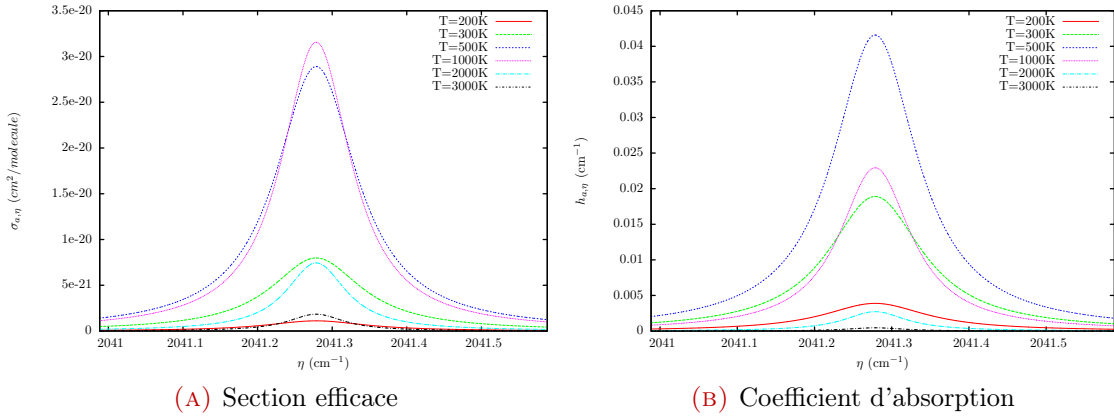 3.5e-20
3e-20
2.5e-20
2e-20
1.5e-20
1e-20
5e-21
0
σa,η (cm²/molecule)
T=200K
T=300K
T=500K
T=1000K
T=2000K
T=3000K
2041 2041.1 2041.2 2041.3 2041.4 2041.5
η (cm⁻¹)
(A) Section efficace
0.045
0.04
0.035
0.03
0.025
0.02
0.015
0.01
0.005
0
ha,η (cm⁻¹)
T=200K
T=300K
T=500K
T=1000K
T=2000K
T=3000K
2041 2041.1 2041.2 2041.3 2041.4 2041.5
η (cm⁻¹)
(B) Coefficient d'absorption